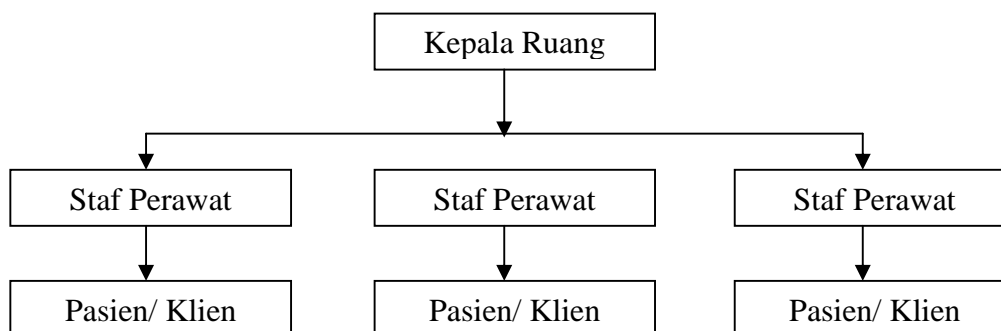 Kepala Ruang
Staf Perawat
Staf Perawat
Staf Perawat
Pasien/ Klien
Pasien/ Klien
Pasien/ Klien